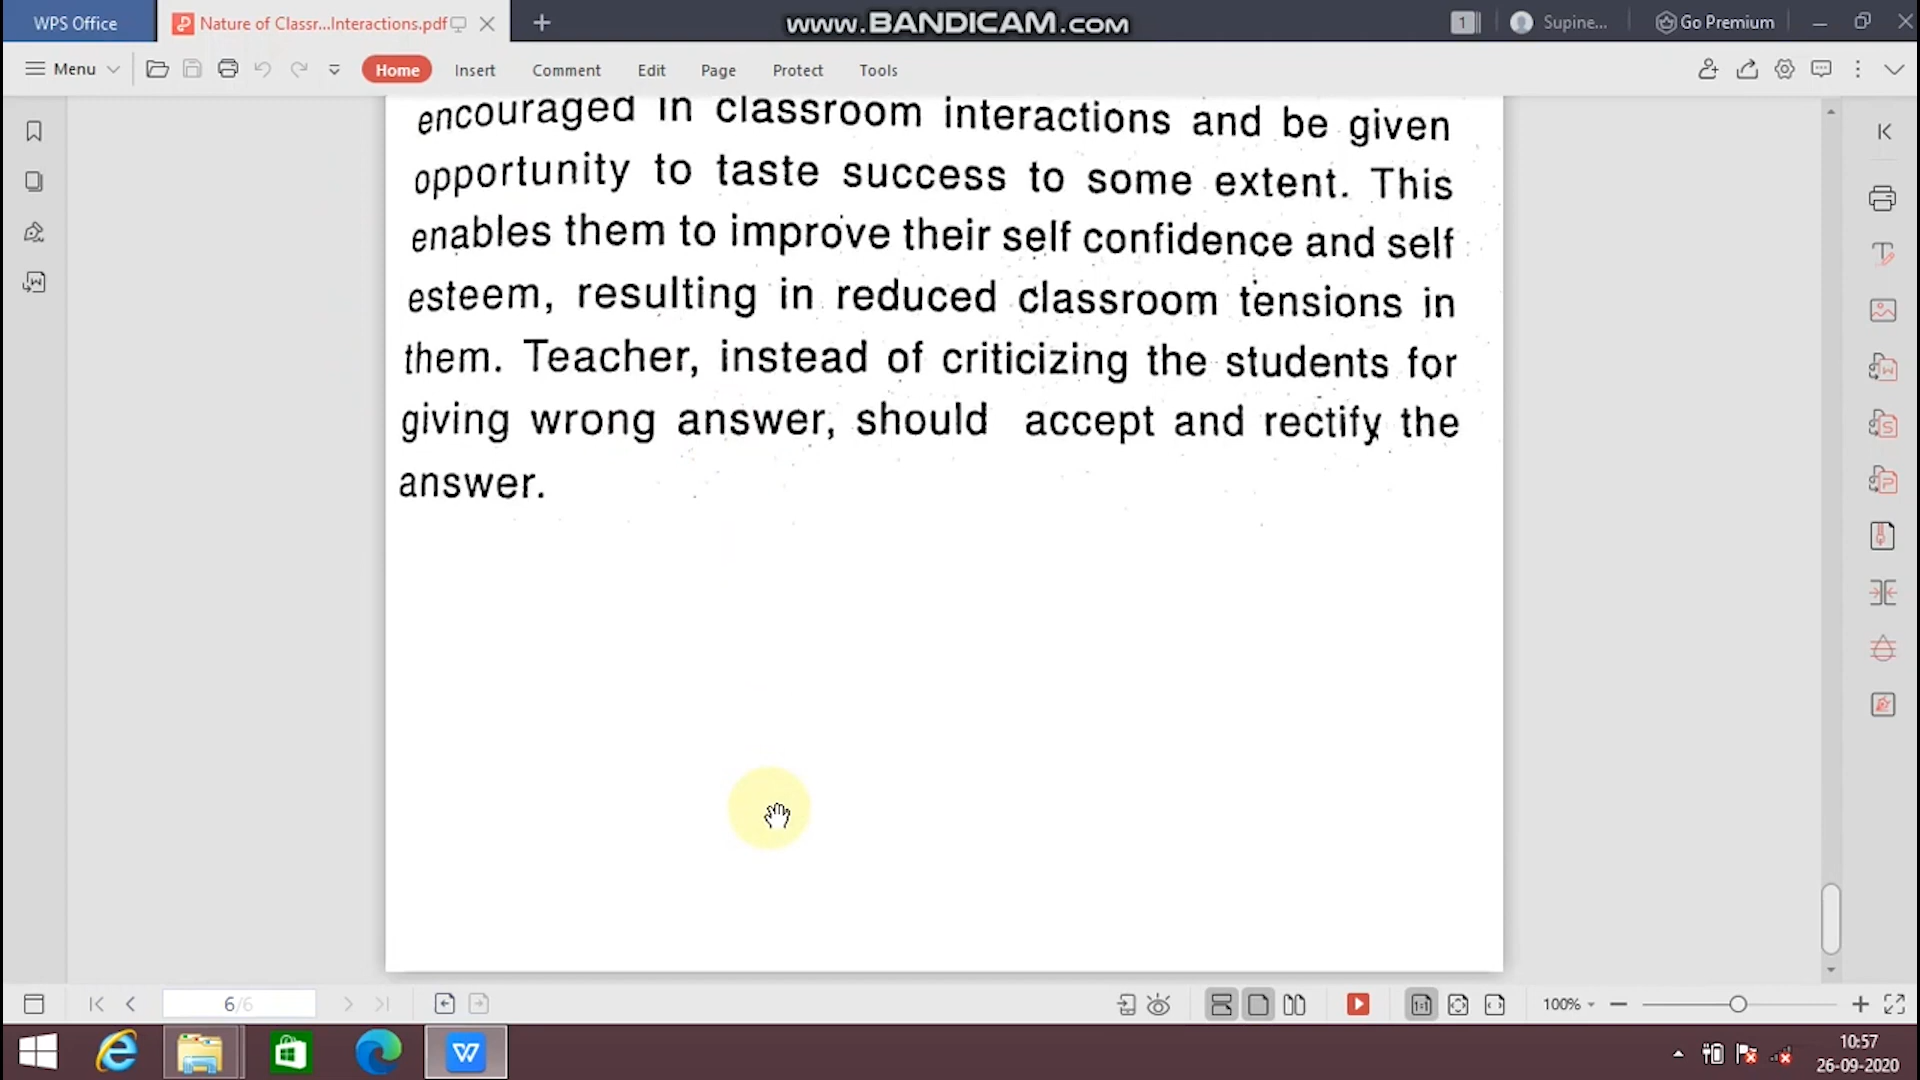 WPS Office
Nature of Classr...Interactions.pdf
www.BANDICAM.com
1
Supine...
Go Premium
Menu
Home
Insert
Comment
Edit
Page
Protect
Tools
encouraged in classroom interactions and be given
opportunity to taste success to some extent. This
enables them to improve their self confidence and self
esteem, resulting in reduced classroom tensions in
them. Teacher, instead of criticizing the students for
giving wrong answer, should accept and rectify the
answer.
6/6
100%
10:57
26-09-2020